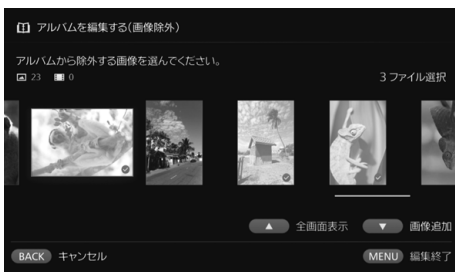 アルバムを編集する(画像除外)
アルバムから除外する画像を選んでください。
23 0
3 ファイル選択
全画面表示 画像追加
BACK キャンセル
MENU 編集終了